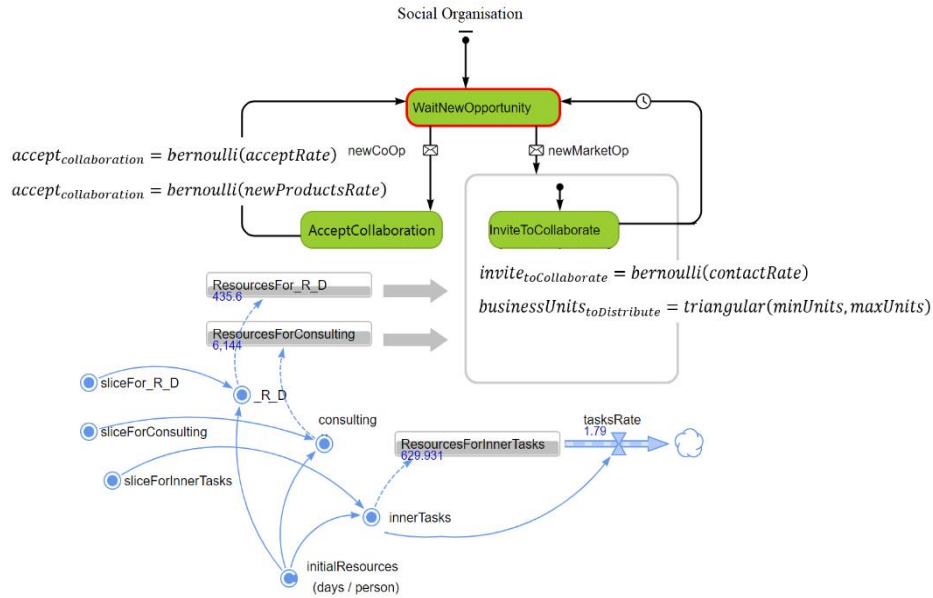 Social Organisation
WaitNewOpportunity
newCoOp
newMarketOp
accept_collaboration = bernoulli(acceptRate)
accept_collaboration = bernoulli(newProductsRate)
AcceptCollaboration
InviteToCollaborate
invite_toCollaborate = bernoulli(contactRate)
businessUnits_toDistribute = triangular(minUnits, maxUnits)
ResourcesFor_R_D
435.6
ResourcesForConsulting
6,144
sliceFor_R_D
_R_D
consulting
sliceForConsulting
tasksRate
1.79
ResourcesForInnerTasks
629.931
sliceForInnerTasks
innerTasks
initialResources
(days / person)